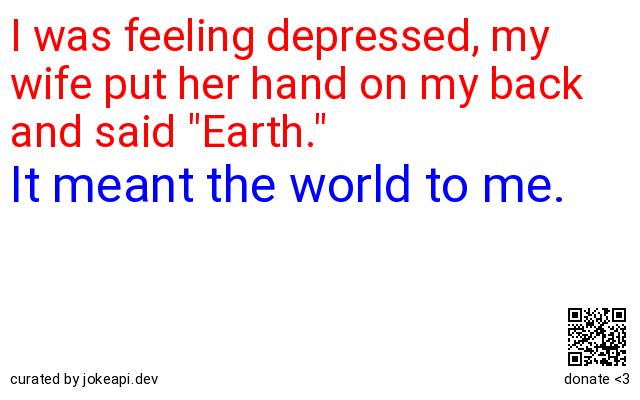 I was feeling depressed, my
wife put her hand on my back
and said "Earth."
It meant the world to me.
curated by jokeapi.dev
donate <3